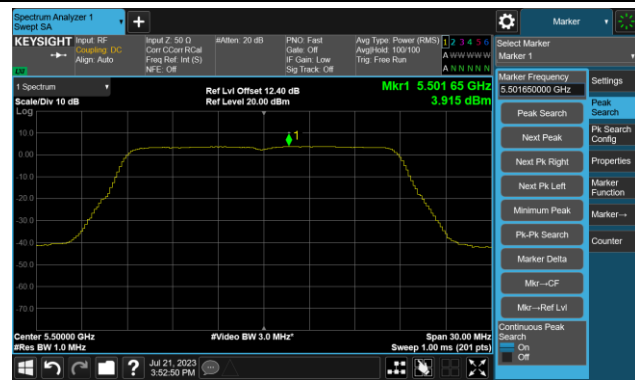 Spectrum Analyzer 1
Swept SA
+
Marker
KEYSIGHT
Input: RF
Coupling: DC
Align: Auto
Input Z: 50 Ω
Corr CCorr RCal
Freq Ref: Int (S)
NFE: Off
#Atten: 20 dB
PNO: Fast
Gate: Off
IF Gain: Low
Sig Track: Off
Avg Type: Power (RMS)
Avg|Hold: 100/100
Trig: Free Run
1 2 3 4 5 6
A WW WW W
A N N N N N
Select Marker
Marker 1
1 Spectrum
Scale/Div 10 dB
Log
Ref Lvl Offset 12.40 dB
Ref Level 20.00 dBm
Mkr1 5.501 65 GHz
3.915 dBm
1
10.0
0.00
-10.0
-20.0
-30.0
-40.0
-50.0
-60.0
-70.0
Center 5.50000 GHz
#Res BW 1.0 MHz
#Video BW 3.0 MHz*
Span 30.00 MHz
Sweep 1.00 ms (201 pts)
Marker Frequency
5.501650000 GHz
Peak Search
Next Peak
Next Pk Right
Next Pk Left
Minimum Peak
Pk-Pk Search
Marker Delta
Mkr→CF
Mkr→Ref Lvl
Continuous Peak
Search
On
Off
Settings
Peak
Search
Pk Search
Config
Properties
Marker
Function
Marker→
Counter
?
Jul 21, 2023
3:52:50 PM